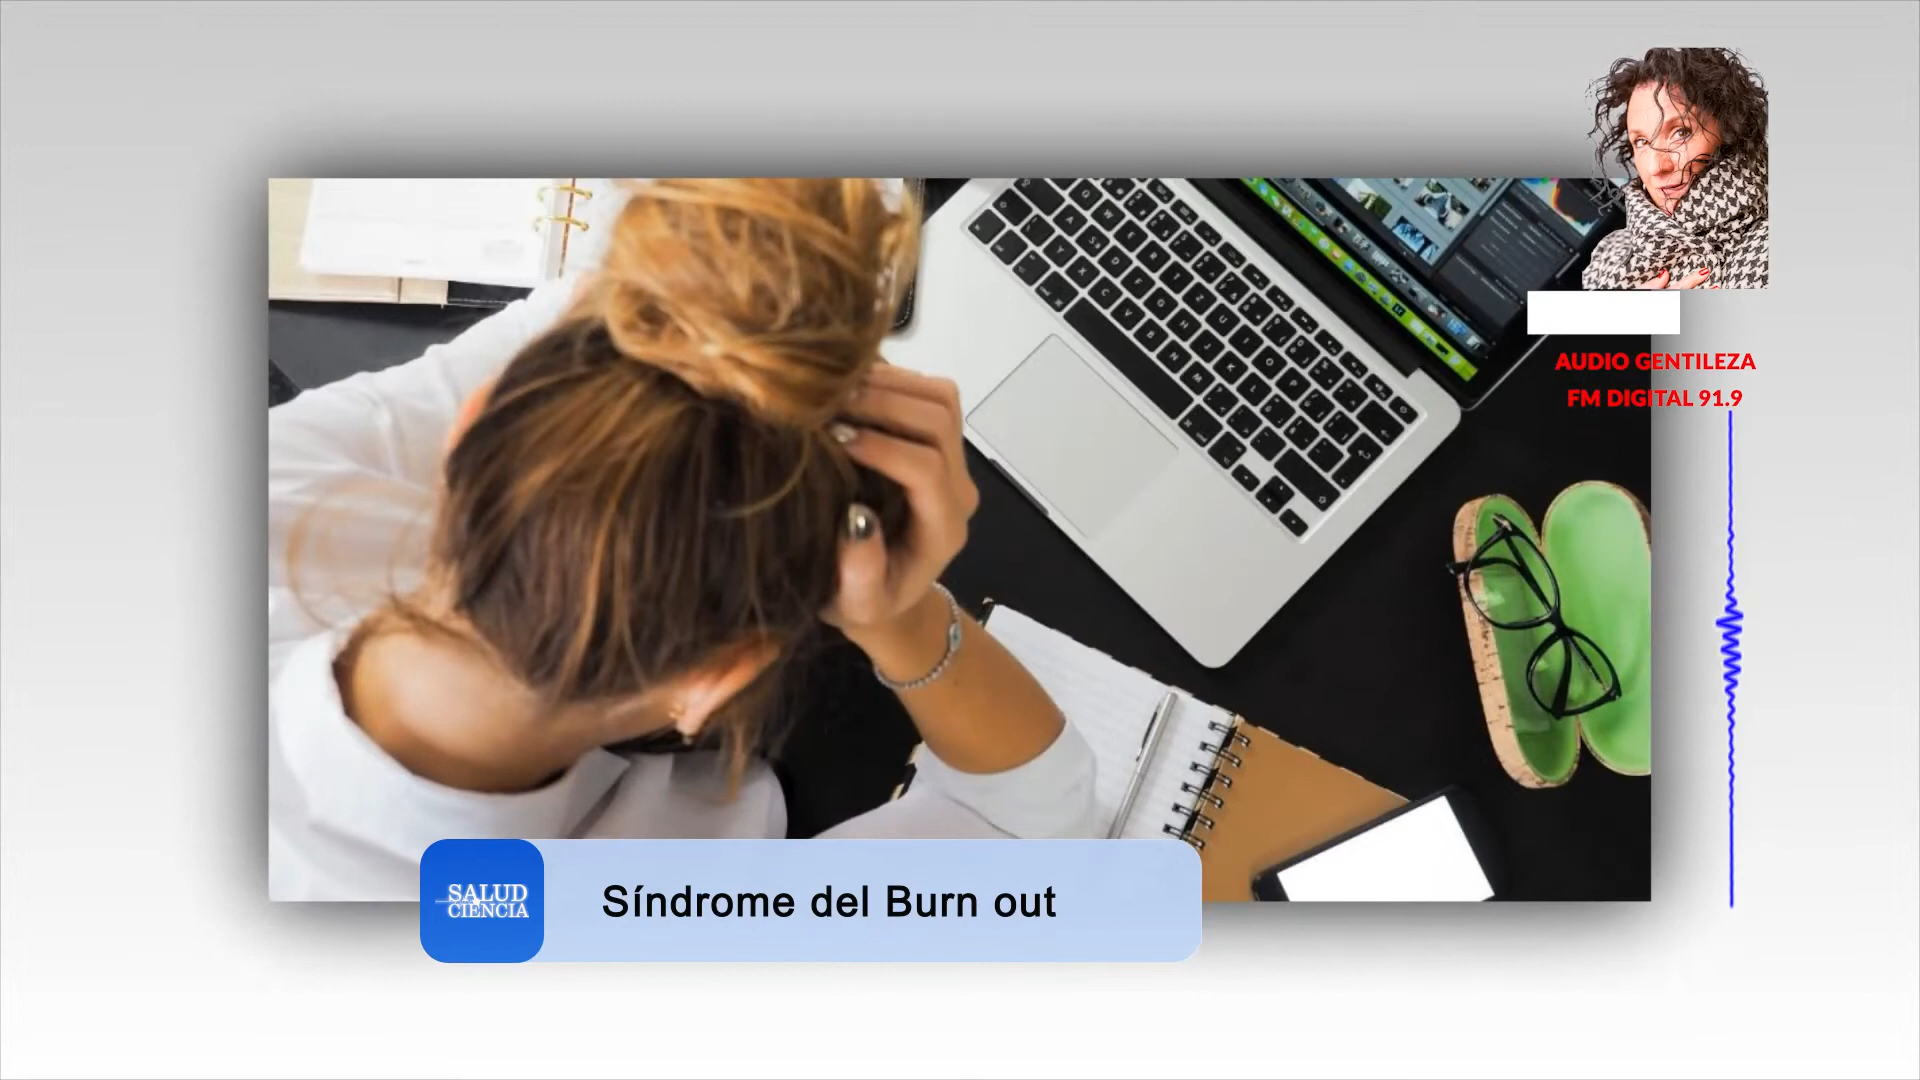 AUDIO GENTILEZA
FM DIGITAL 91.9
SALUD
CIENCIA
Síndrome del Burn out